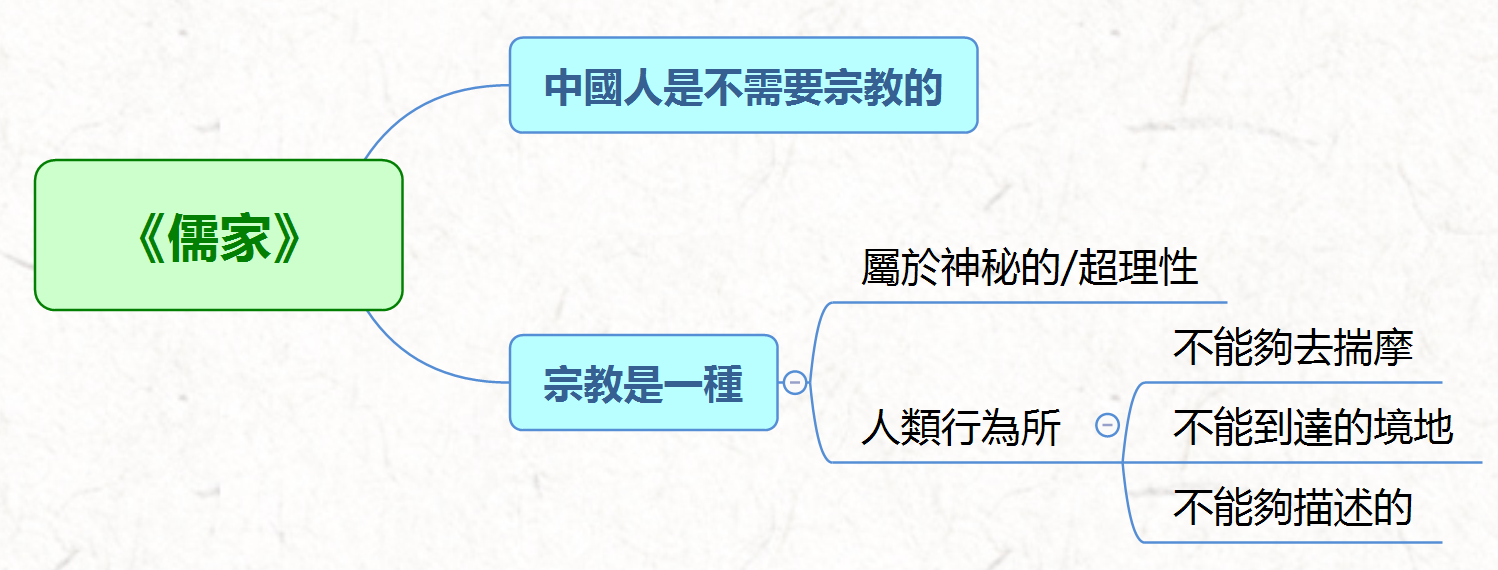 《儒家》
中國人是不需要宗教的
宗教是一種
屬於神秘的/超理性
人類行為所
不能夠去揣摩
不能到達的境地
不能夠描述的